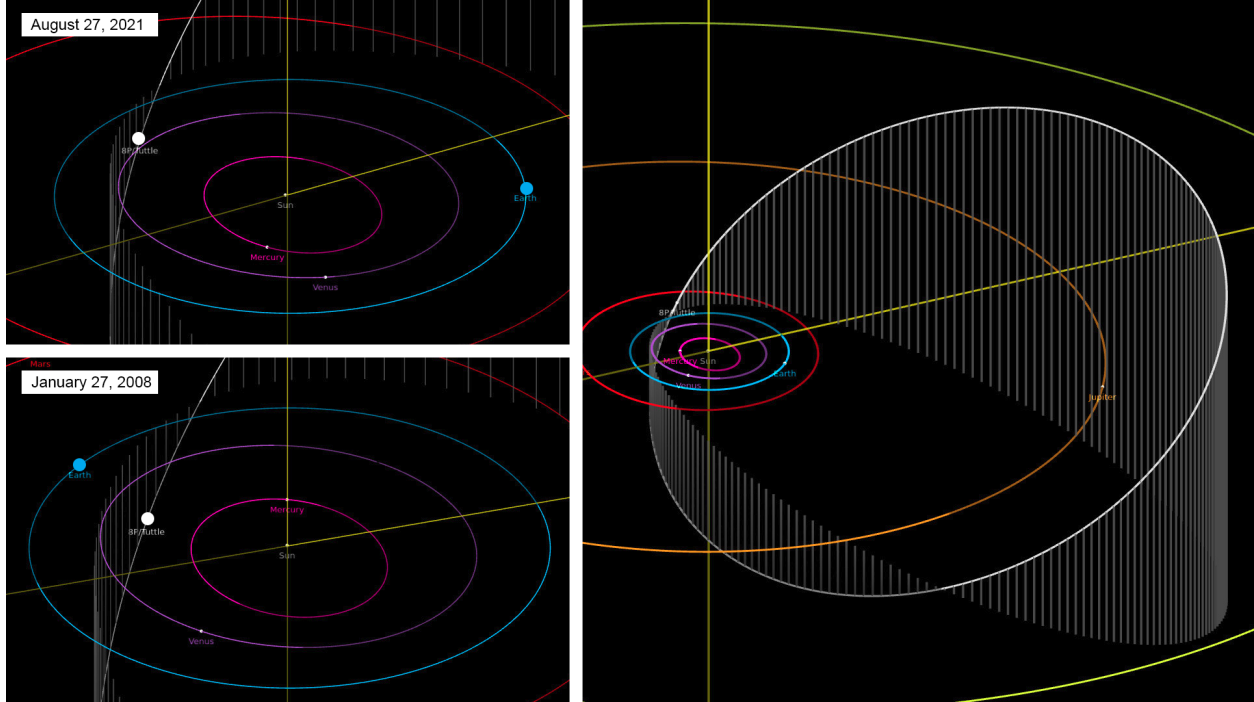 August 27, 2021
8P/Tuttle
Sun
Earth
Mercury
Venus
Mars
January 27, 2008
Earth
Mercury
8P/Tuttle
Sun
Venus
8P/Tuttle
Mercury
Sun
Earth
Venus
Jupiter